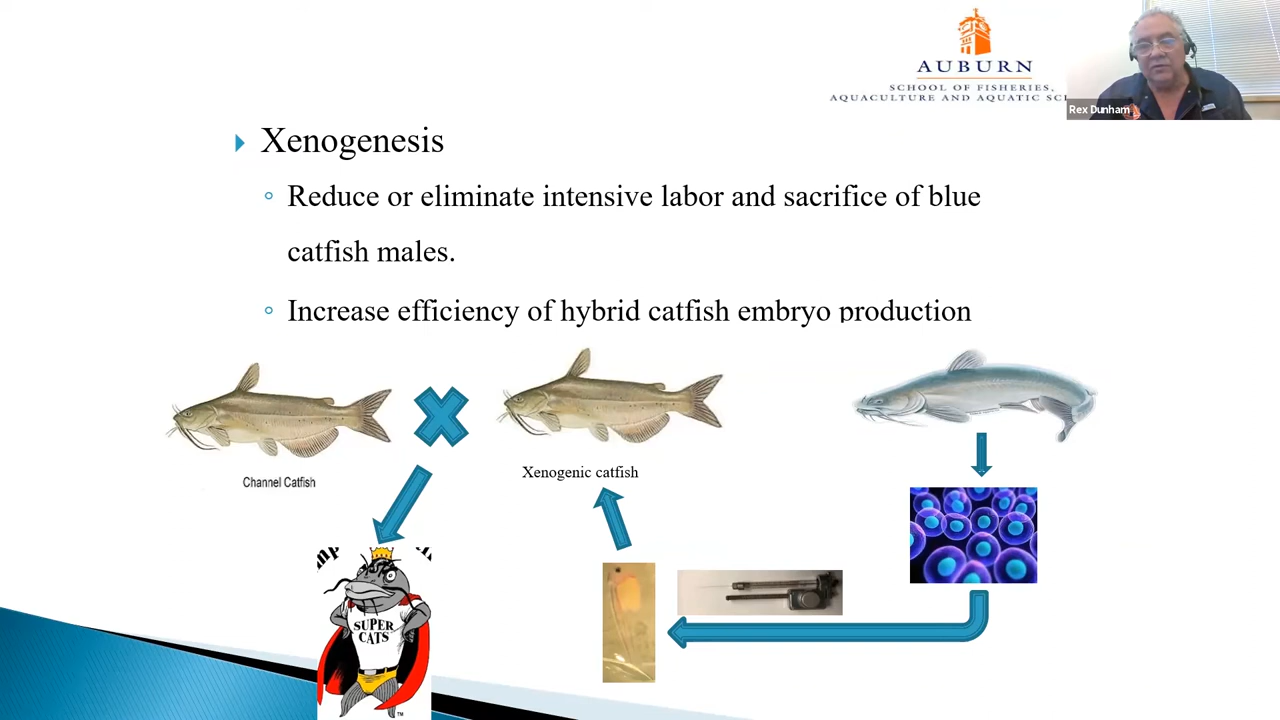 AUBURN
SCHOOL OF FISHERIES,
AQUACULTURE AND AQUATIC
Rex Dunham
Xenogenesis
Reduce or eliminate intensive labor and sacrifice of blue
catfish males.
Increase efficiency of hybrid catfish embryo production
Xenogenic catfish
Channel Catfish
SUPER
CATS
TM